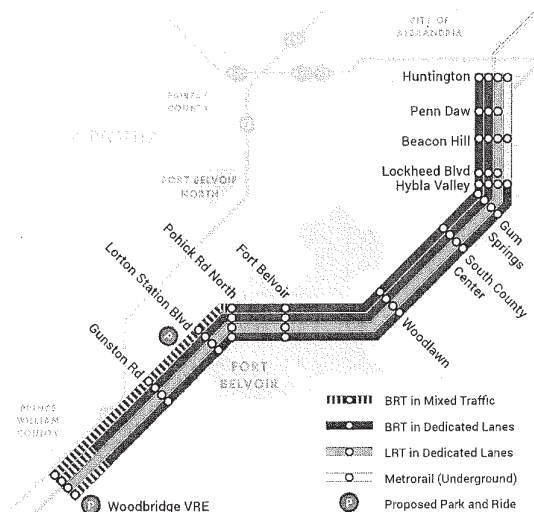 CITY OF
ALEXANDRIA
Huntington
FAIRFAX
COUNTY
Penn Daw
Beacon Hill
Lockheed Blvd
Hybla Valley
FORT BELVOIR
NORTH
Gum
Springs
Pohick Rd North
Fort Belvoir
South County
Center
Lorton Station Blvd
Woodlawn
Gunston Rd
FORT
BELVOIR
PRINCE
WILLIAM
COUNTY
BRT in Mixed Traffic
BRT in Dedicated Lanes
LRT in Dedicated Lanes
Metrorail (Underground)
P Woodbridge VRE
P Proposed Park and Ride